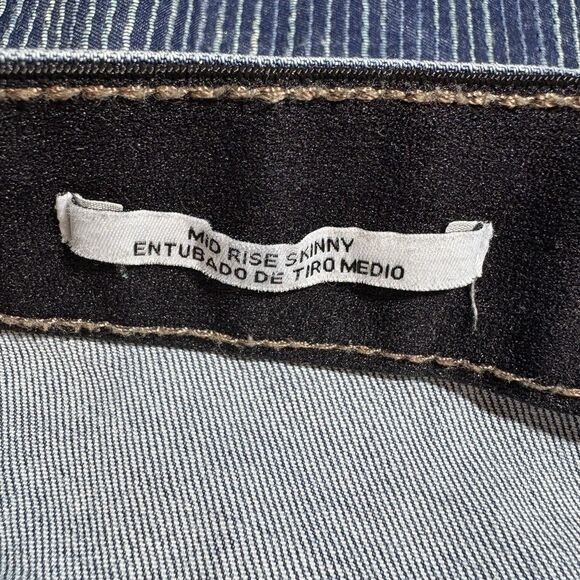 MID RISE SKINNY
ENTUBADO DE TIRO MEDIO